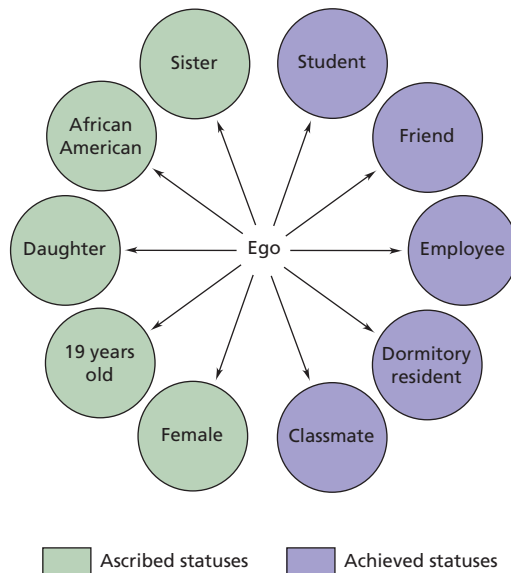 Sister
Student
African
American
Friend
Daughter
Ego
Employee
19 years
old
Dormitory
resident
Female
Classmate
Ascribed statuses
Achieved statuses